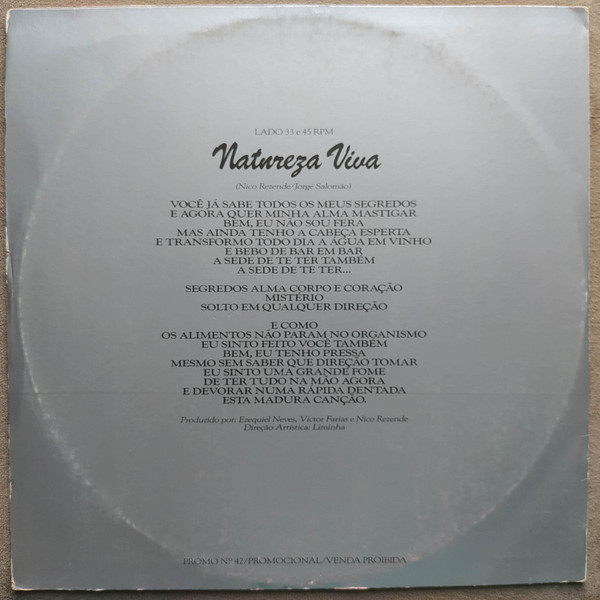 LADO 33 e 45 RPM
Natureza Viva
(Nico Rezende/Jorge Salomão)
VOCÊ JÁ SABE TODOS OS MEUS SEGREDOS
E AGORA QUER MINHA ALMA MASTIGAR
BEM, EU NÃO SOU FERA
MAS AINDA TENHO A CABEÇA ESPERTA
E TRANSFORMO TODO DIA A ÁGUA EM VINHO
E BEBO DE BAR EM BAR
A SEDE DE TE TER TAMBÉM
A SEDE DE TE TER...
SEGREDOS ALMA CORPO E CORAÇÃO
MISTÉRIO
SOLTO EM QUALQUER DIREÇÃO
E COMO
OS ALIMENTOS NÃO PARAM NO ORGANISMO
EU SINTO FEITO VOCÊ TAMBÉM
BEM, EU TENHO PRESSA
MESMO SEM SABER QUE DIREÇÃO TOMAR
EU SINTO UMA GRANDE FOME
DE TER TUDO NA MÃO AGORA
E DEVORAR NUMA RÁPIDA DENTADA
ESTA MADURA CANÇÃO.
Produzido por: Ezequiel Neves, Victor Farias e Nico Rezende
Direção Artística: Liminha
PROMO Nº 42/PROMOCIONAL/VENDA PROIBIDA